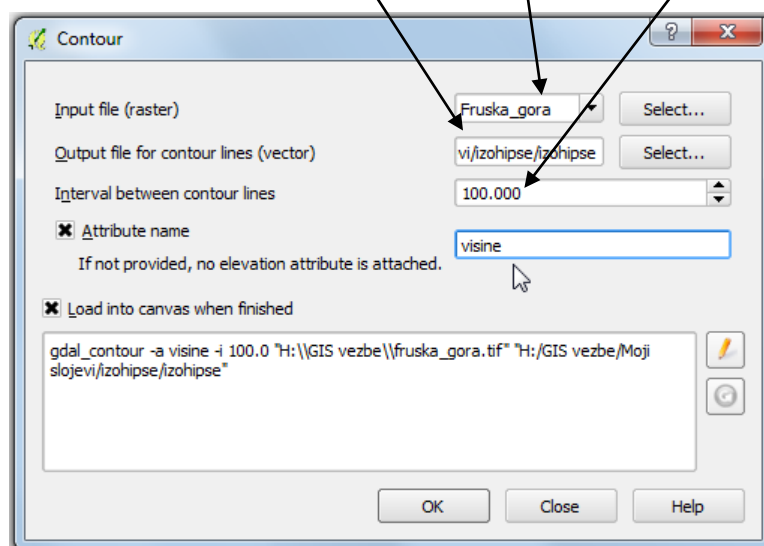 Contour
Input file (raster)
Fruska_gora
Select...
Output file for contour lines (vector)
vi/izohipse/izohipse
Select...
Interval between contour lines
100.000
Attribute name
visine
If not provided, no elevation attribute is attached.
Load into canvas when finished
gdal_contour -a visine -i 100.0 "H:\\GIS vezbe\\fruska_gora.tif" "H:/GIS vezbe/Moji
slojevi/izohipse/izohipse"
OK
Close
Help